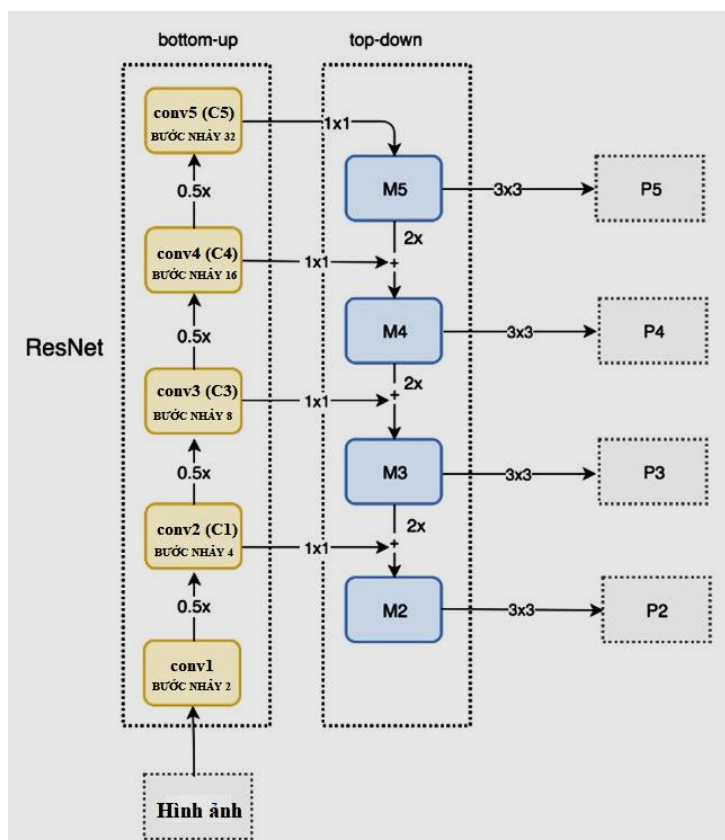 bottom-up
top-down
conv5 (C5)
BƯỚC NHẢY 32
1x1
M5
3x3
P5
0.5x
2x
conv4 (C4)
BƯỚC NHẢY 16
1x1
+
M4
3x3
P4
0.5x
ResNet
2x
conv3 (C3)
BƯỚC NHẢY 8
1x1
+
M3
3x3
P3
0.5x
2x
conv2 (C1)
BƯỚC NHẢY 4
1x1
+
M2
3x3
P2
0.5x
conv1
BƯỚC NHẢY 2
Hình ảnh